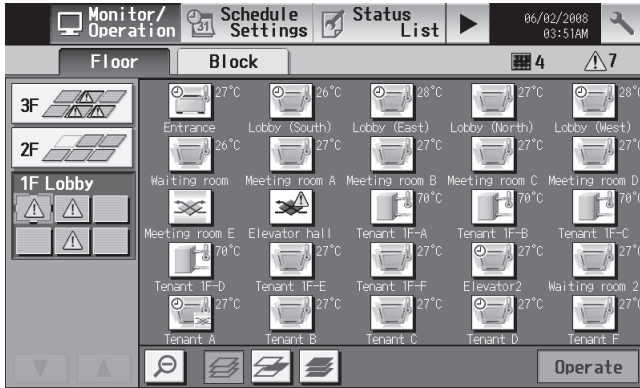 Monitor/
Operation
Schedule
Settings
Status
List
06/02/2008
03:51AM
Floor
Block
4
7
3F
2F
1F Lobby
31
27°C
26°C
28°C
27°C
28°
Entrance
Lobby (South)
Lobby (East)
Lobby (North)
Lobby (West)
26°C
27°C
27°C
27°C
27°
Waiting room
Meeting room A
Meeting room B
Meeting room C
Meeting room D
70°C
70°C
70°
Meeting room E
Elevator hall
Tenant 1F-A
Tenant 1F-B
Tenant 1F-C
70°C
27°C
27°C
27°C
27°
Tenant 1F-D
Tenant 1F-E
Tenant 1F-F
Elevator2
Waiting room 2
27°C
27°C
27°C
27°C
27°
Tenant A
Tenant B
Tenant C
Tenant D
Tenant F
Operate